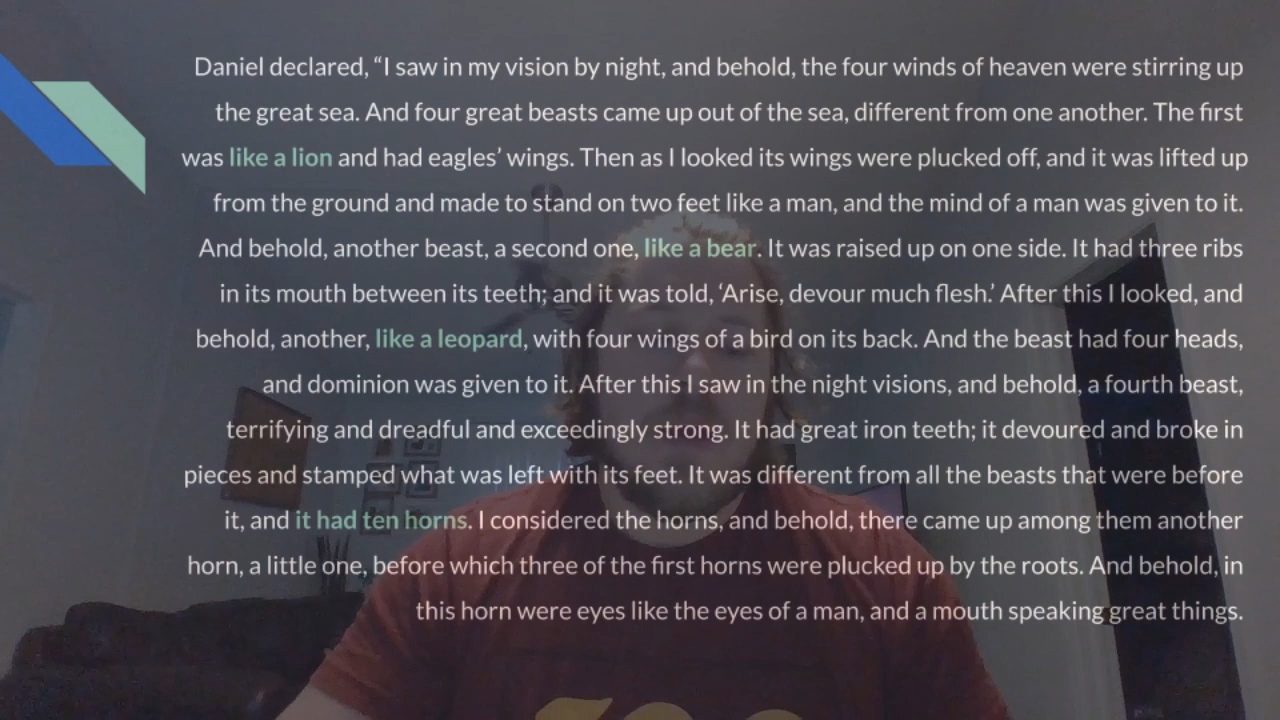 Daniel declared, “I saw in my vision by night, and behold, the four winds of heaven were stirring up
the great sea. And four great beasts came up out of the sea, different from one another. The first
was like a lion and had eagles’ wings. Then as I looked its wings were plucked off, and it was lifted up
from the ground and made to stand on two feet like a man, and the mind of a man was given to it.
And behold, another beast, a second one, like a bear. It was raised up on one side. It had three ribs
in its mouth between its teeth; and it was told, ‘Arise, devour much flesh.’ After this I looked, and
behold, another, like a leopard, with four wings of a bird on its back. And the beast had four heads,
and dominion was given to it. After this I saw in the night visions, and behold, a fourth beast,
terrifying and dreadful and exceedingly strong. It had great iron teeth; it devoured and broke in
pieces and stamped what was left with its feet. It was different from all the beasts that were before
it, and it had ten horns. I considered the horns, and behold, there came up among them another
horn, a little one, before which three of the first horns were plucked up by the roots. And behold, in
this horn were eyes like the eyes of a man, and a mouth speaking great things.